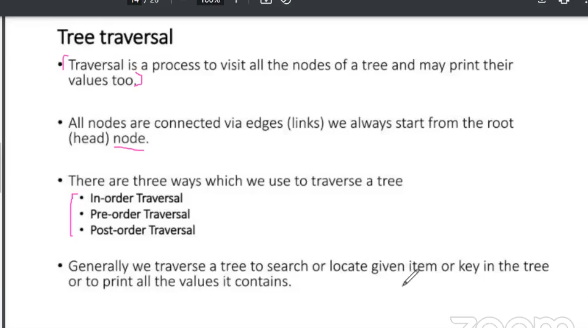 Tree traversal
• Traversal is a process to visit all the nodes of a tree and may print their
values too.
• All nodes are connected via edges (links) we always start from the root
(head) node.
• There are three ways which we use to traverse a tree
• In-order Traversal
• Pre-order Traversal
• Post-order Traversal
• Generally we traverse a tree to search or locate given item or key in the tree
or to print all the values it contains.
zoom